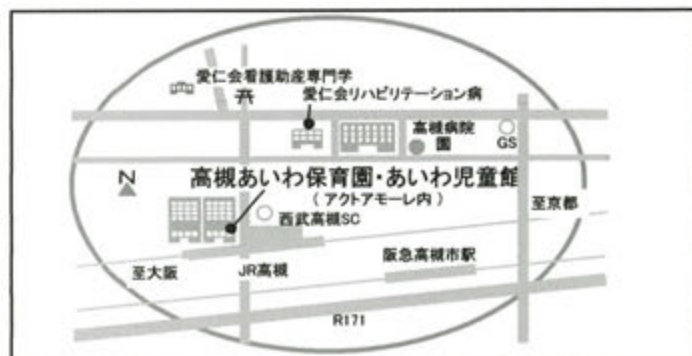 愛仁会看護助産専門学
愛仁会リハビリテーション病
高槻病院
園
GS
N
高槻あいわ保育園・あいわ児童館
（アクトアモーレ内）
西武高槻SC
至京都
至大阪
JR高槻
阪急高槻市駅
R171